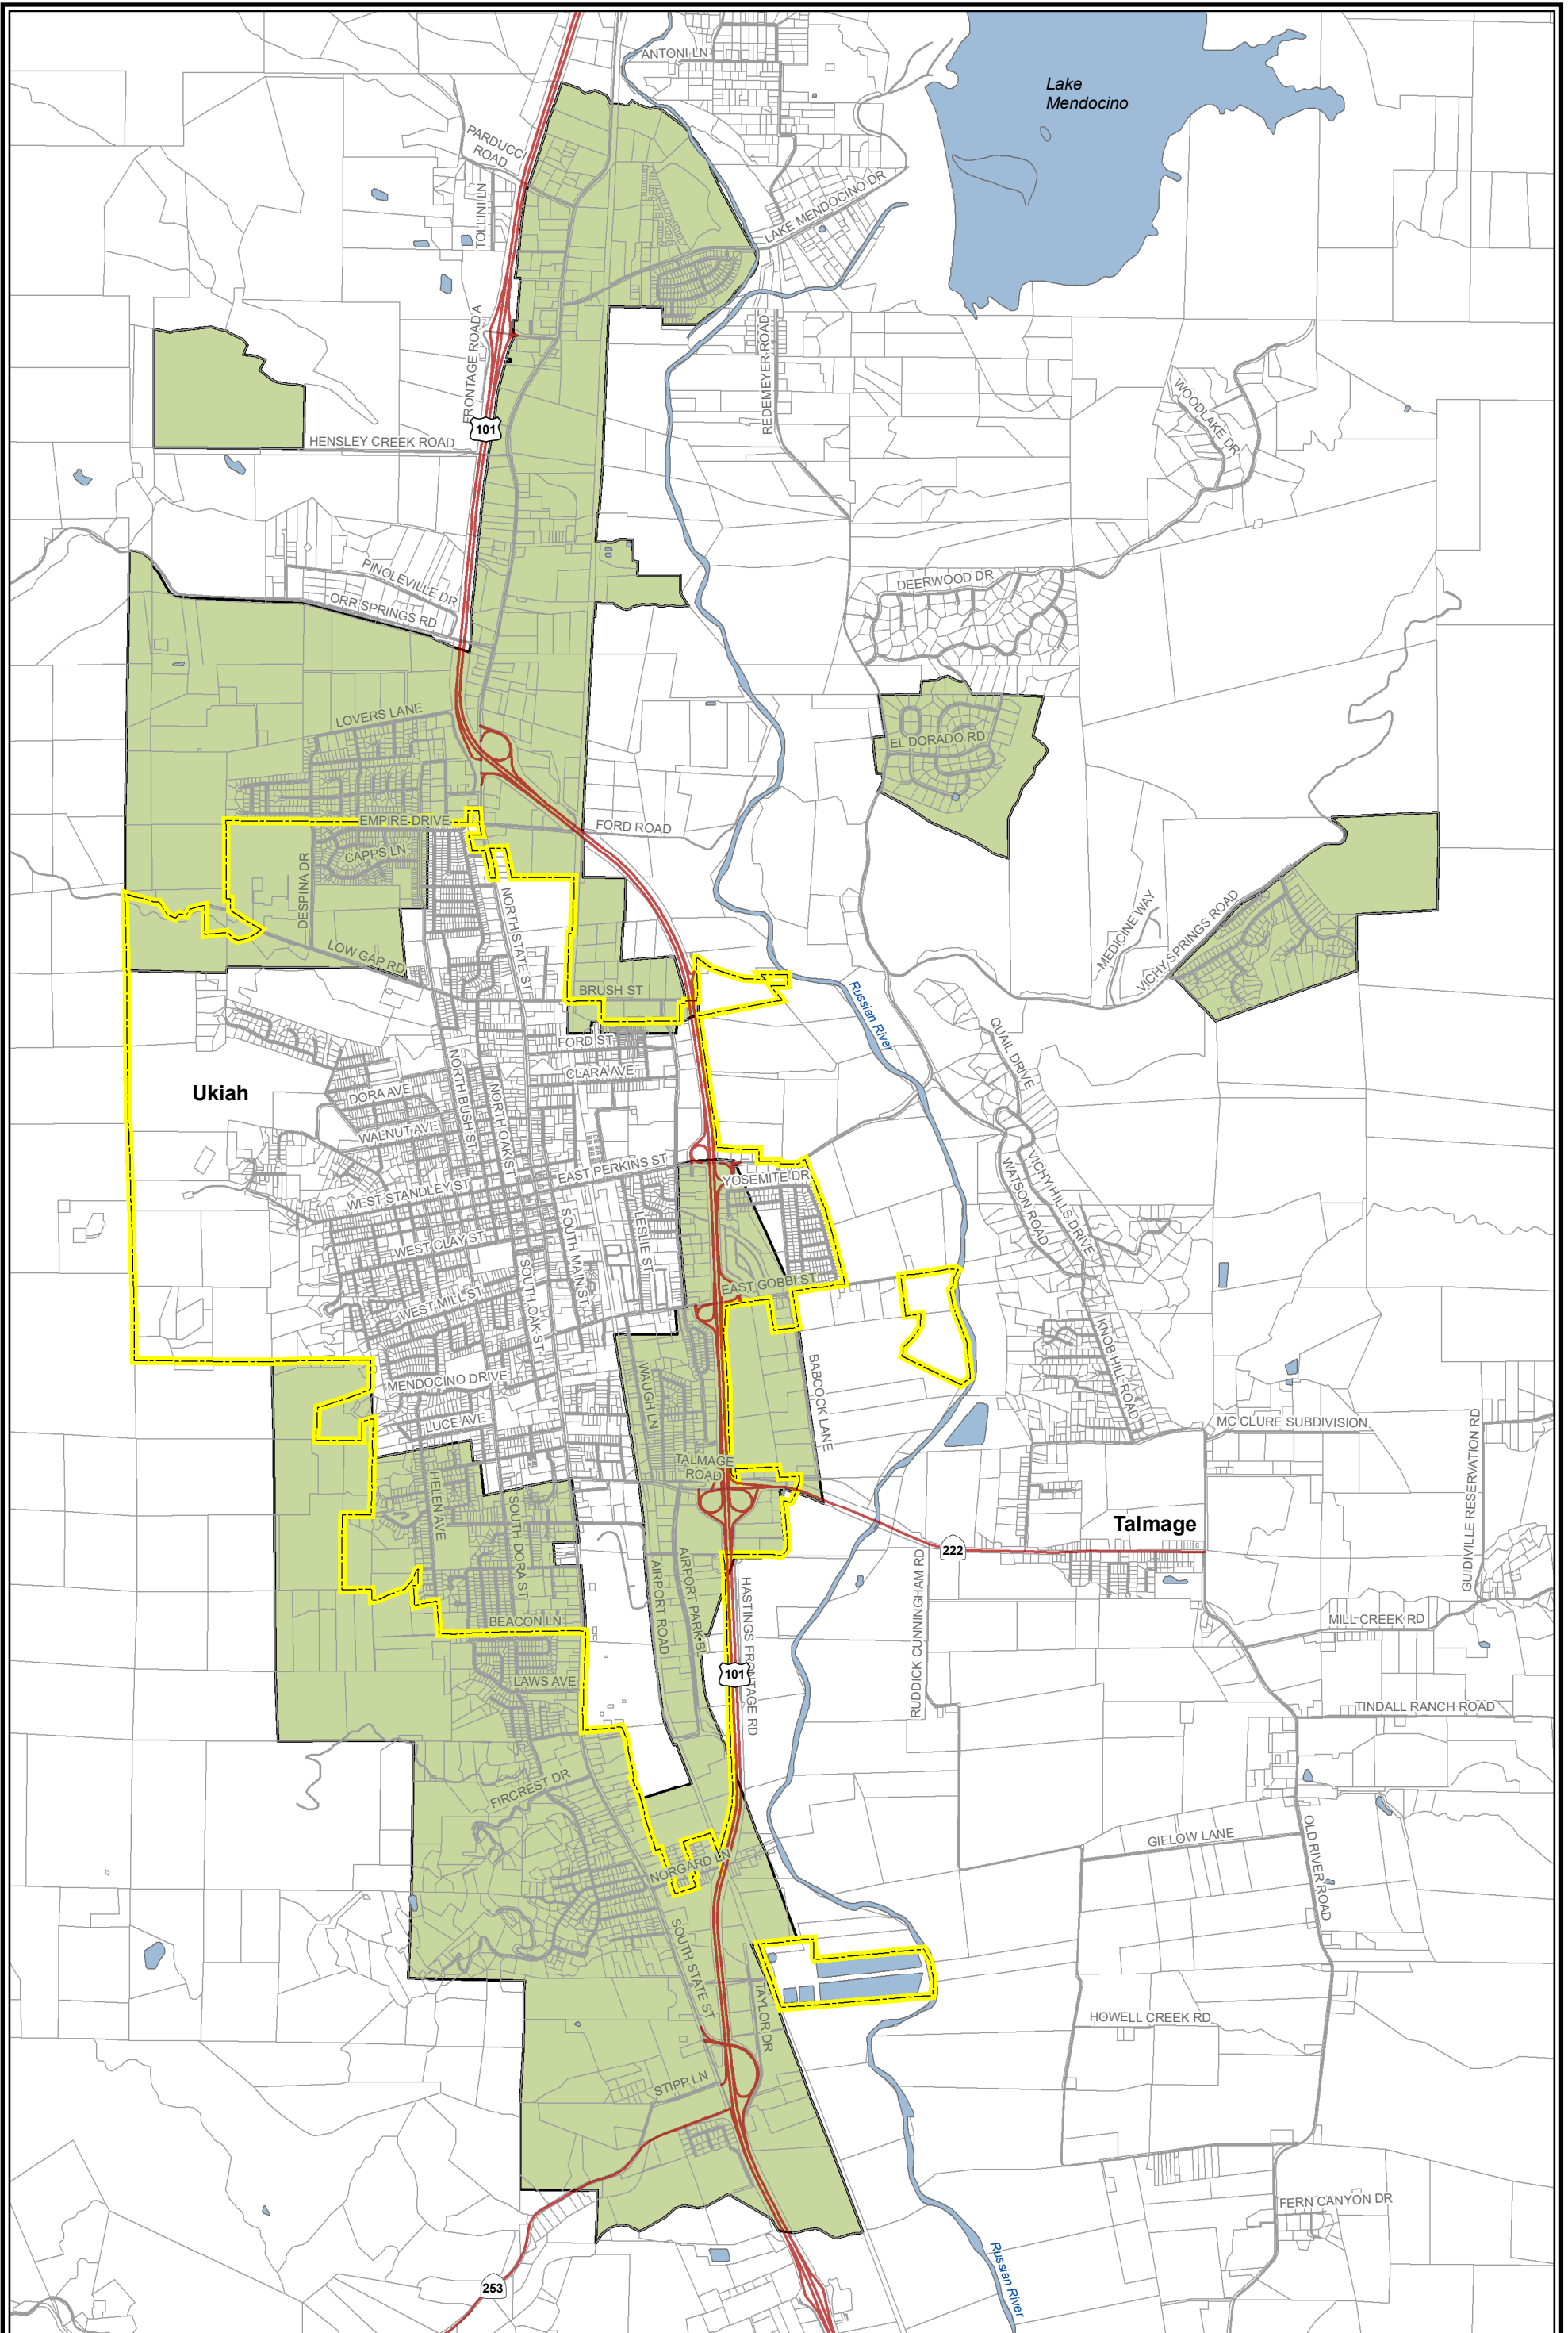 ANTONI LN
Lake
Mendocino
PARDUCCI
ROAD
TOLLINI LN
LAKE MENDOCINO DR
FRONTAGE ROAD A
REDEMEYER ROAD
WOODLAKE DR
101
HENSLEY CREEK ROAD
PINOLEVILLE DR
ORR SPRINGS RD
DEERWOOD DR
LOVERS LANE
EL DORADO RD
EMPIRE DRIVE
FORD ROAD
CAPPS LN
DESPINA DR
NORTH STATE ST
MEDICINE WAY
VICHY SPRINGS ROAD
LOW GAP RD
BRUSH ST
Russian River
FORD ST
QUAIL DRIVE
CLARA AVE
Ukiah
DORA AVE
NORTH BUSH ST
NORTH OAK ST
WALNUT AVE
EAST PERKINS ST
YOSEMITE DR
WATSON ROAD
VICHY HILLS DRIVE
WEST STANDLEY ST
LESLIE ST
SOUTH MAIN ST
WEST CLAY ST
SOUTH OAK ST
EAST GOBBI ST
WEST MILL ST
KNOB HILL ROAD
BABCOCK LANE
WAUGH LN
MENDOCINO DRIVE
LUCE AVE
MC CLURE SUBDIVISION
GUIDIVILLE RESERVATION RD
TALMAGE
ROAD
HELEN AVE
SOUTH DORA ST
Talmage
222
AIRPORT ROAD
AIRPORT PARK BL
HASTINGS FRONTAGE RD
RUDDICK CUNNINGHAM RD
BEACON LN
MILL CREEK RD
101
LAWS AVE
TINDALL RANCH ROAD
FIRCREST DR
GIELOW LANE
OLD RIVER ROAD
NORGARD LN
SOUTH STATE ST
TAYLOR DR
HOWELL CREEK RD
STIPP LN
FERN CANYON DR
253
Russian River